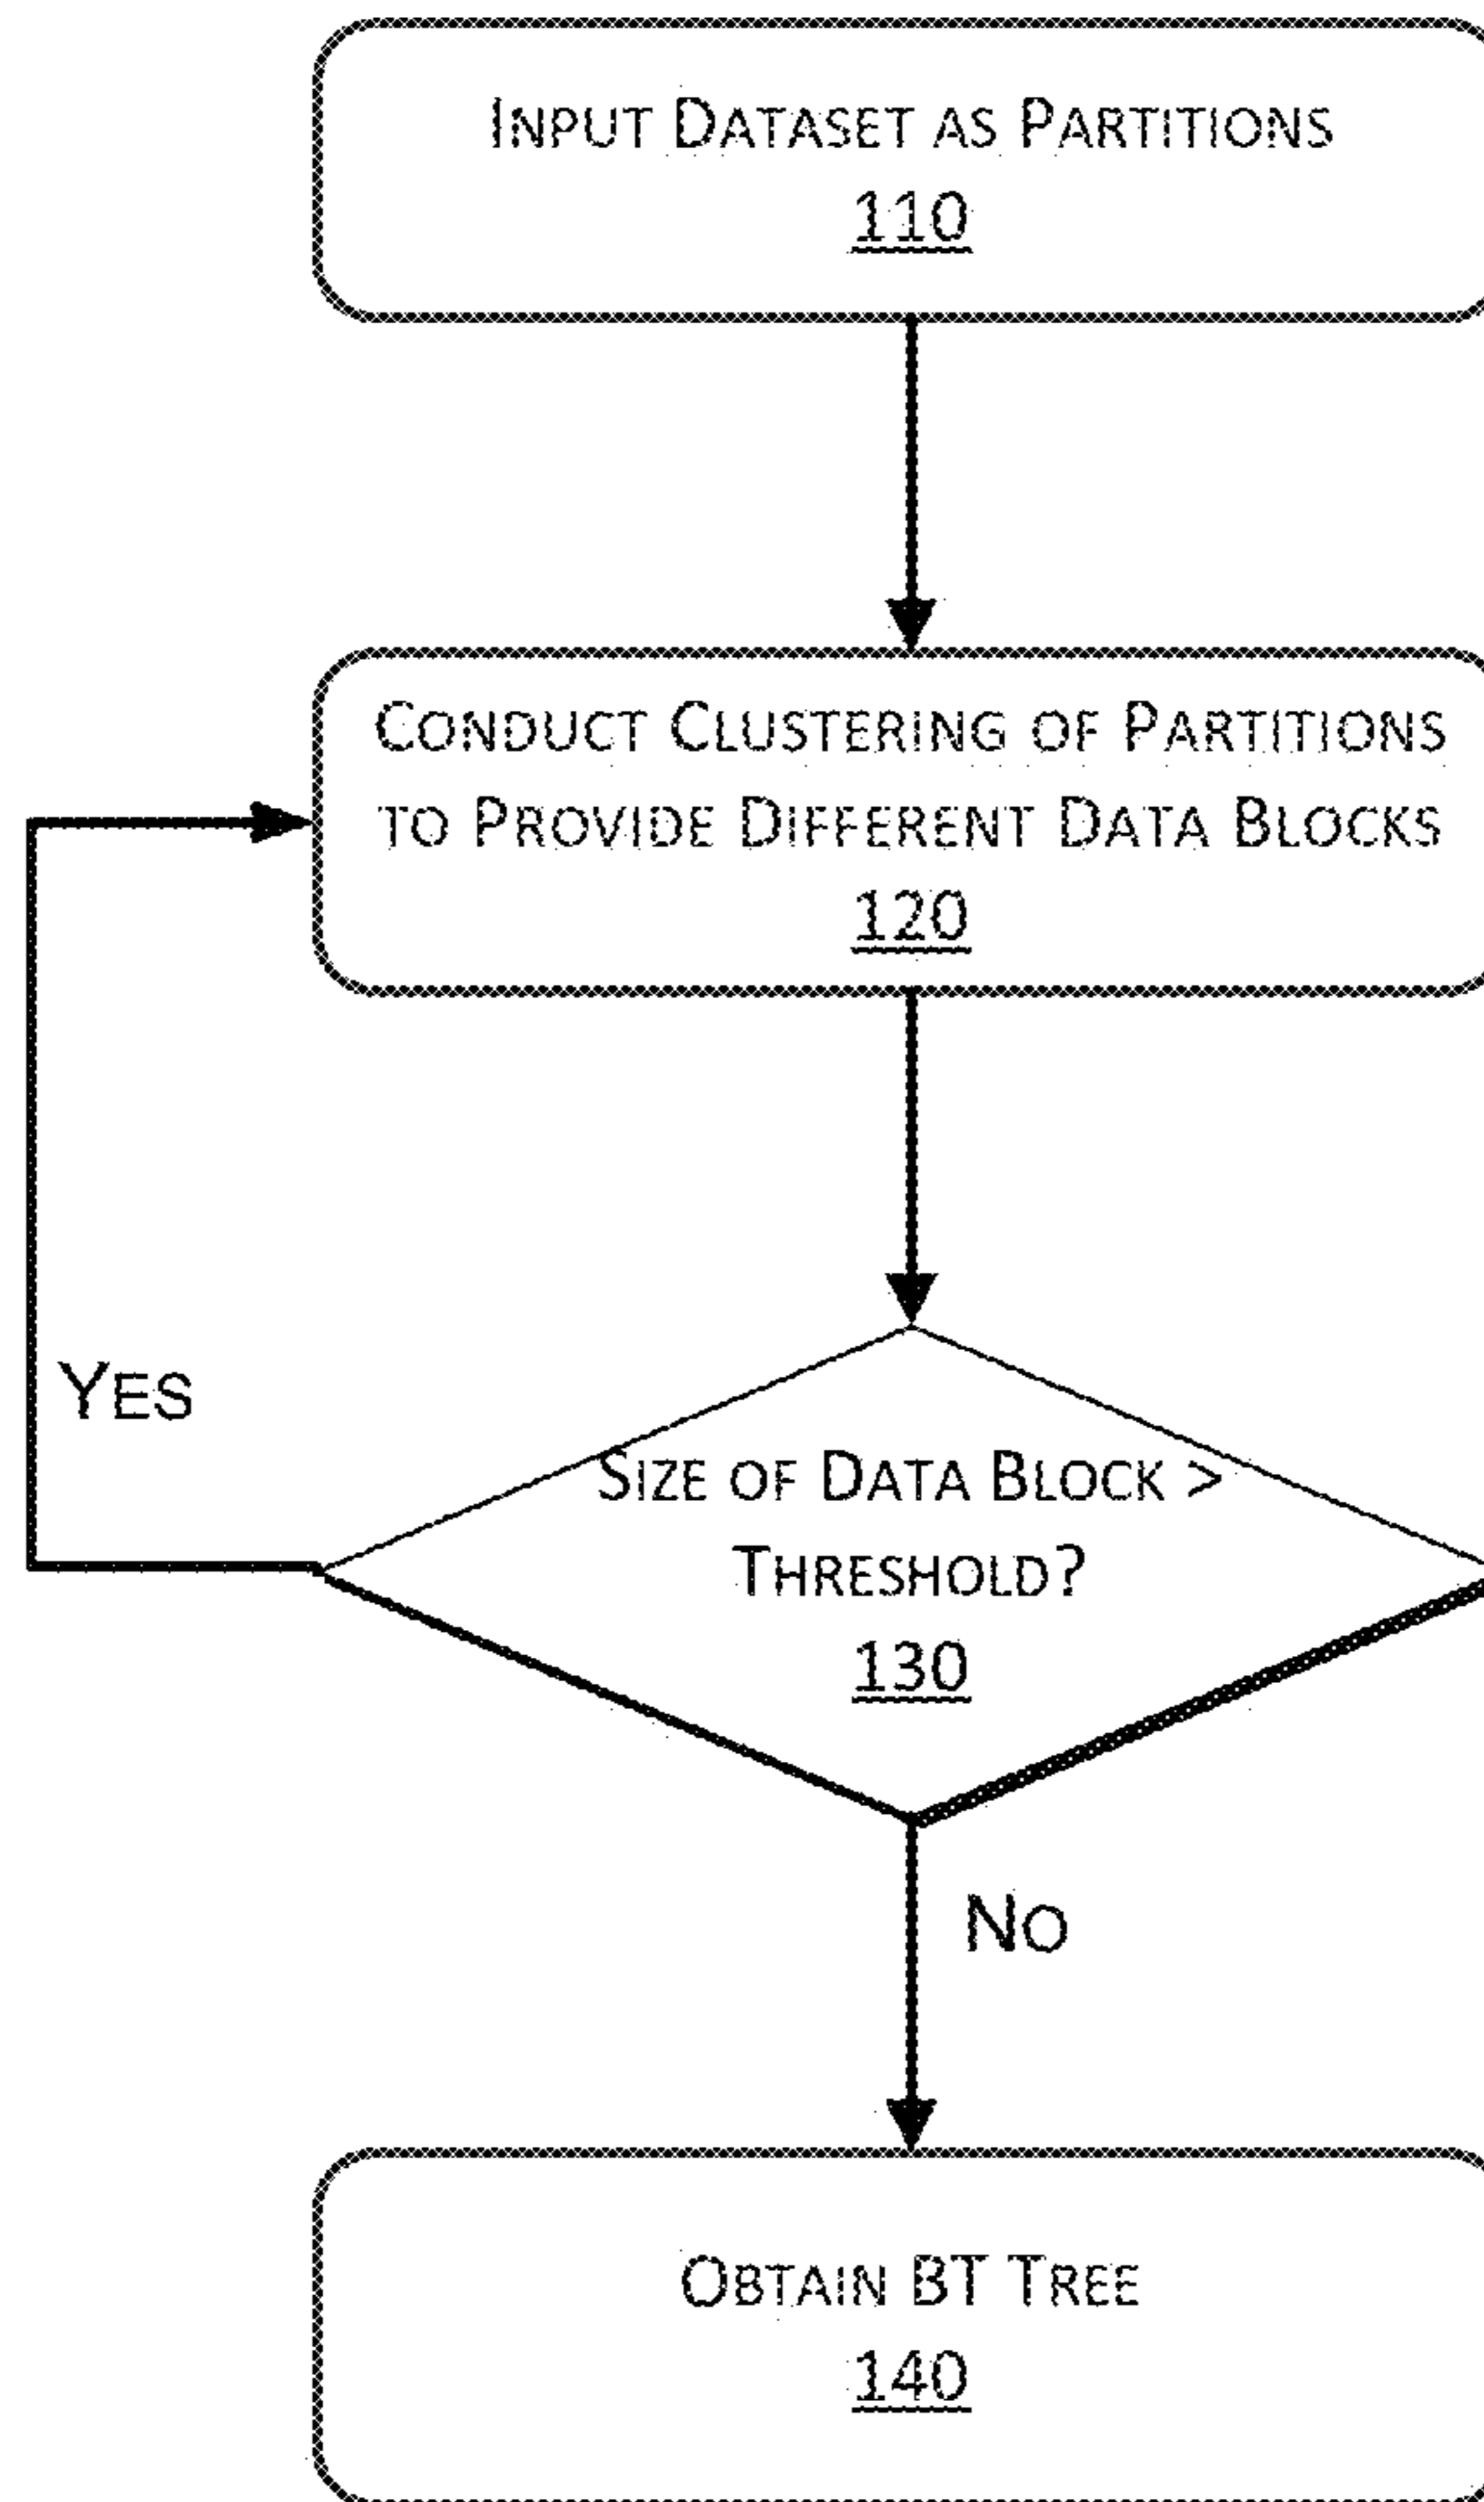 INPUT DATASET AS PARTITIONS
110
CONDUCT CLUSTERING OF PARTITIONS
TO PROVIDE DIFFERENT DATA BLOCKS
120
YES
SIZE OF DATA BLOCK >
THRESHOLD?
130
NO
OBTAIN BT TREE
140